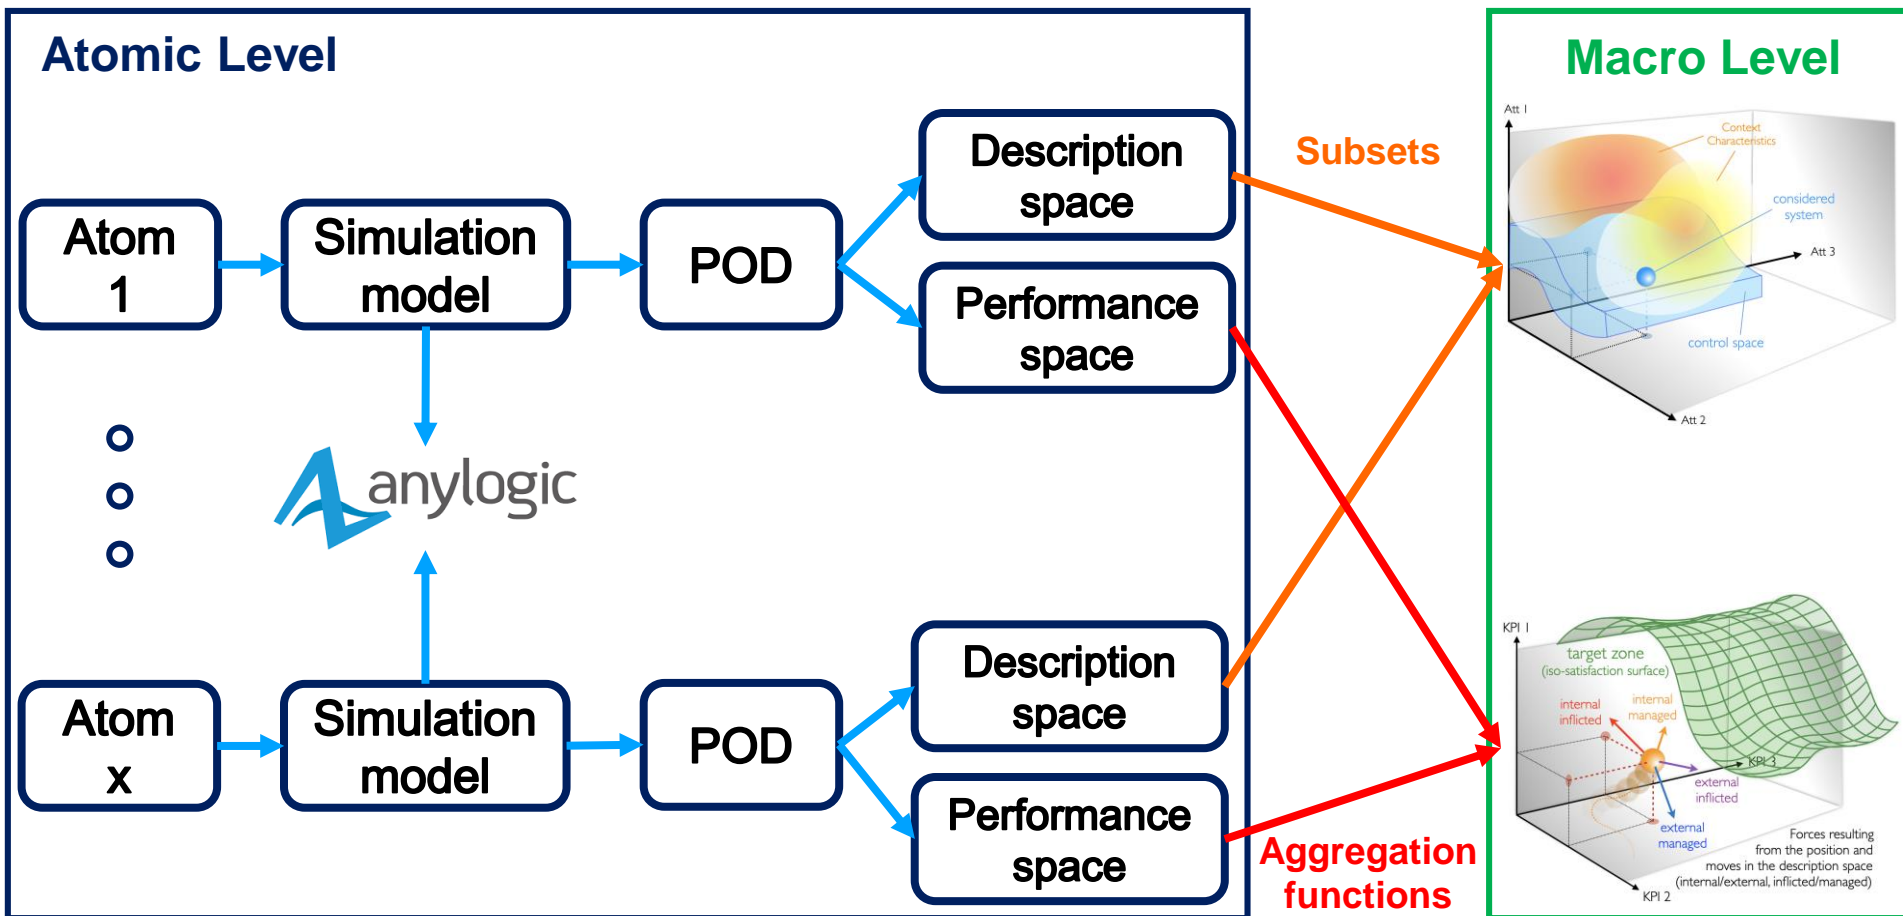 Atomic Level
Atom
1
Simulation
model
POD
Description
space
Performance
space
anylogic
Atom
x
Simulation
model
POD
Description
space
Performance
space
Subsets
Aggregation
functions
Macro Level
Att 1
Context
Characteristics
considered
system
Att 3
control space
Att 2
KPI 1
target zone
(iso-satisfaction surface)
internal
inflicted
internal
managed
KPI 3
external
inflicted
external
managed
Forces resulting
from the position and
moves in the description space
(internal/external, inflicted/managed)
KPI 2